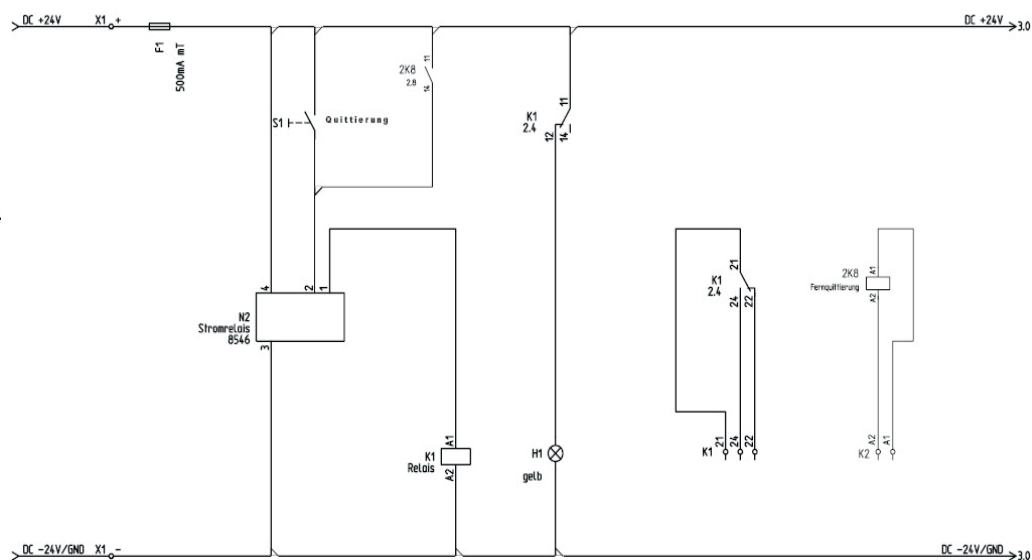 DC +24V X1 + DC +24V 3.0
F1
500mA mT
2K8
2.8
11
14
S1 Quittierung
K1
2.4
11
12 14
4 2 1
N2
Stromrelais
8546
3
K1
2.4
21
24 22
2K8
Fernquittierung
A1
A2
K1
Relais
A1
A2
H1
gelb
21 24 22
K1
A2 A1
K2
DC -24V/GND X1 - DC -24V/GND 3.0